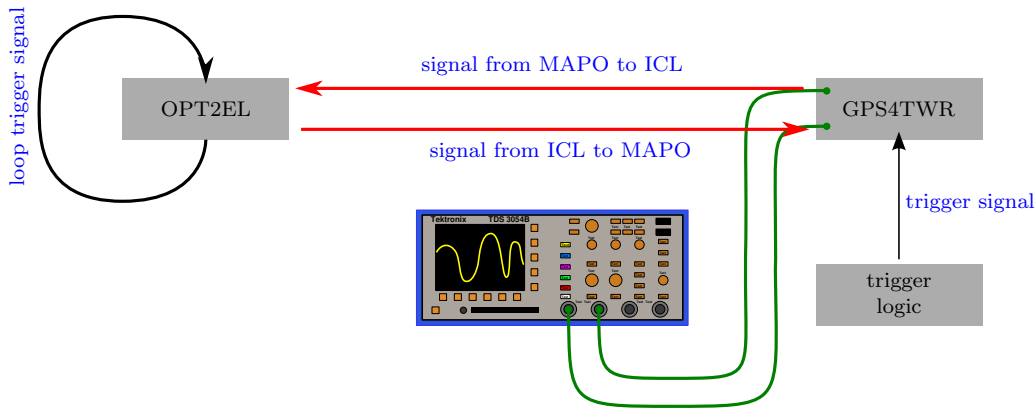 loop trigger signal
OPT2EL
signal from MAPO to ICL
signal from ICL to MAPO
GPS4TWR
trigger signal
trigger
logic
Tektronix TDS 3054B